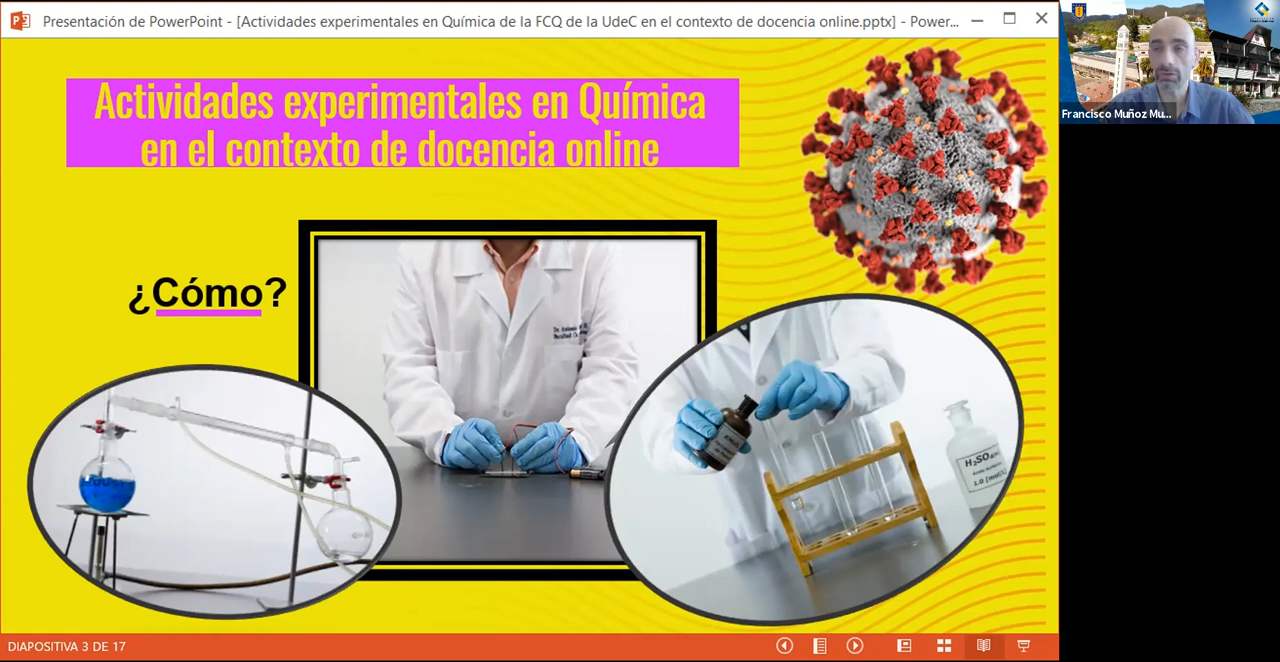 Presentación de PowerPoint - [Actividades experimentales en Química de la FCQ de la UdeC en el contexto de docencia online.pptx] - Power...
Francisco Muñoz Mu...
Actividades experimentales en Química
en el contexto de docencia online
¿Cómo?
H₂SO₄
1.0 [mol/L]
DIAPOSITIVA 3 DE 17